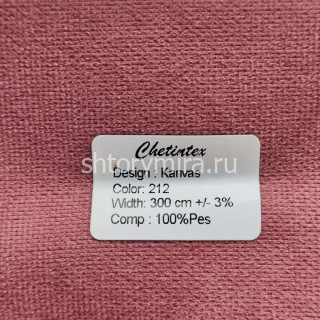 Chetintex
shtorymira.ru
Design : Kanvas
Color: 212
Width: 300 cm +/- 3%
Comp : 100%Pes